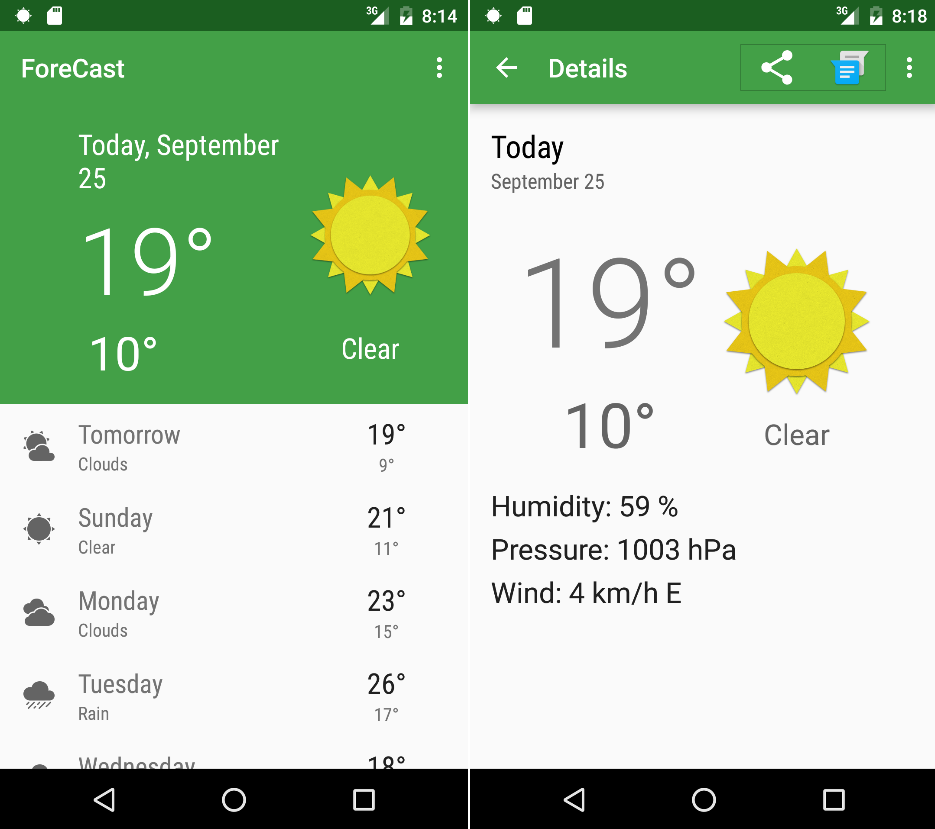 3G 8:14
ForeCast
Today, September
25
19°
10°
Clear
Tomorrow 19°
Clouds 9°
Sunday 21°
Clear 11°
Monday 23°
Clouds 15°
Tuesday 26°
Rain 17°
Wednesday 18°
3G 8:18
Details
Today
September 25
19°
10°
Clear
Humidity: 59 %
Pressure: 1003 hPa
Wind: 4 km/h E